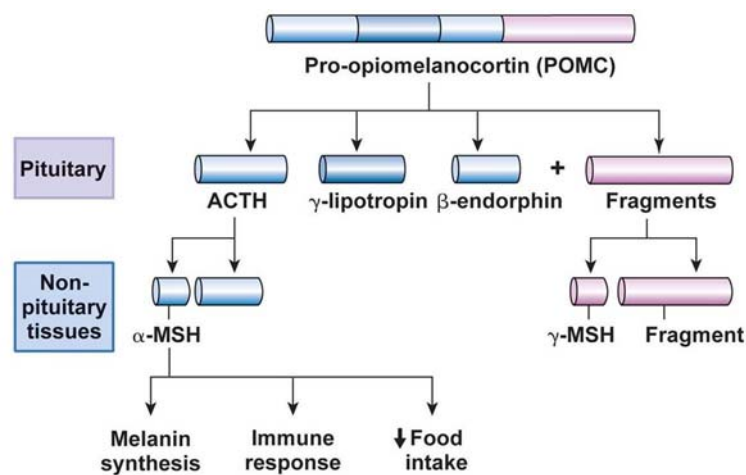 Pro-opiomelanocortin (POMC)
Pituitary
ACTH
γ-lipotropin
β-endorphin
+
Fragments
Non-
pituitary
tissues
α-MSH
γ-MSH
Fragment
Melanin
synthesis
Immune
response
↓Food
intake